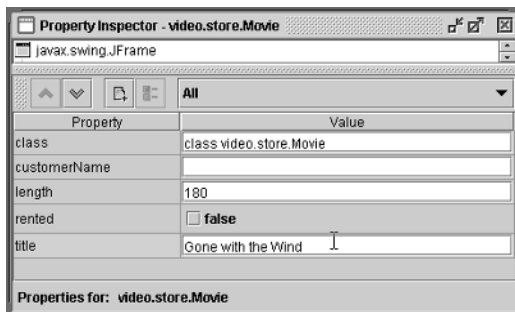 Property Inspector - video.store.Movie
javax.swing.JFrame
All
Property Value
class class video.store.Movie
customerName
length 180
rented false
title Gone with the Wind
Properties for: video.store.Movie